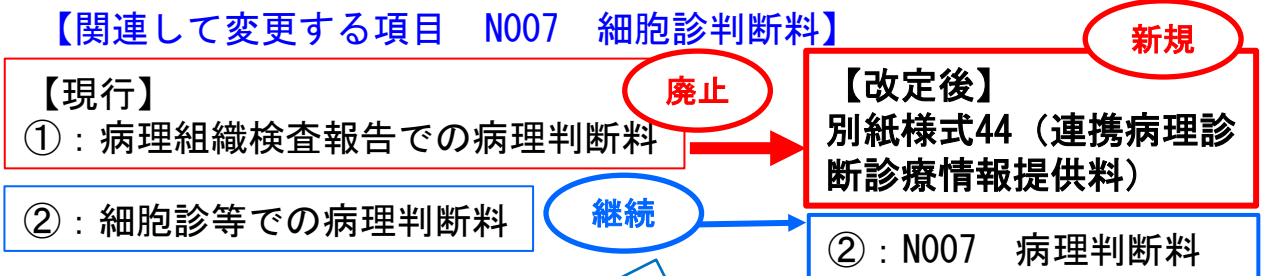 【関連して変更する項目　N007　細胞診判断料】
新規
廃止
【現行】
①：病理組織検査報告での病理判断料
【改定後】
別紙様式44（連携病理診
断診療情報提供料）
②：細胞診等での病理判断料
継続
②：N007　病理判断料